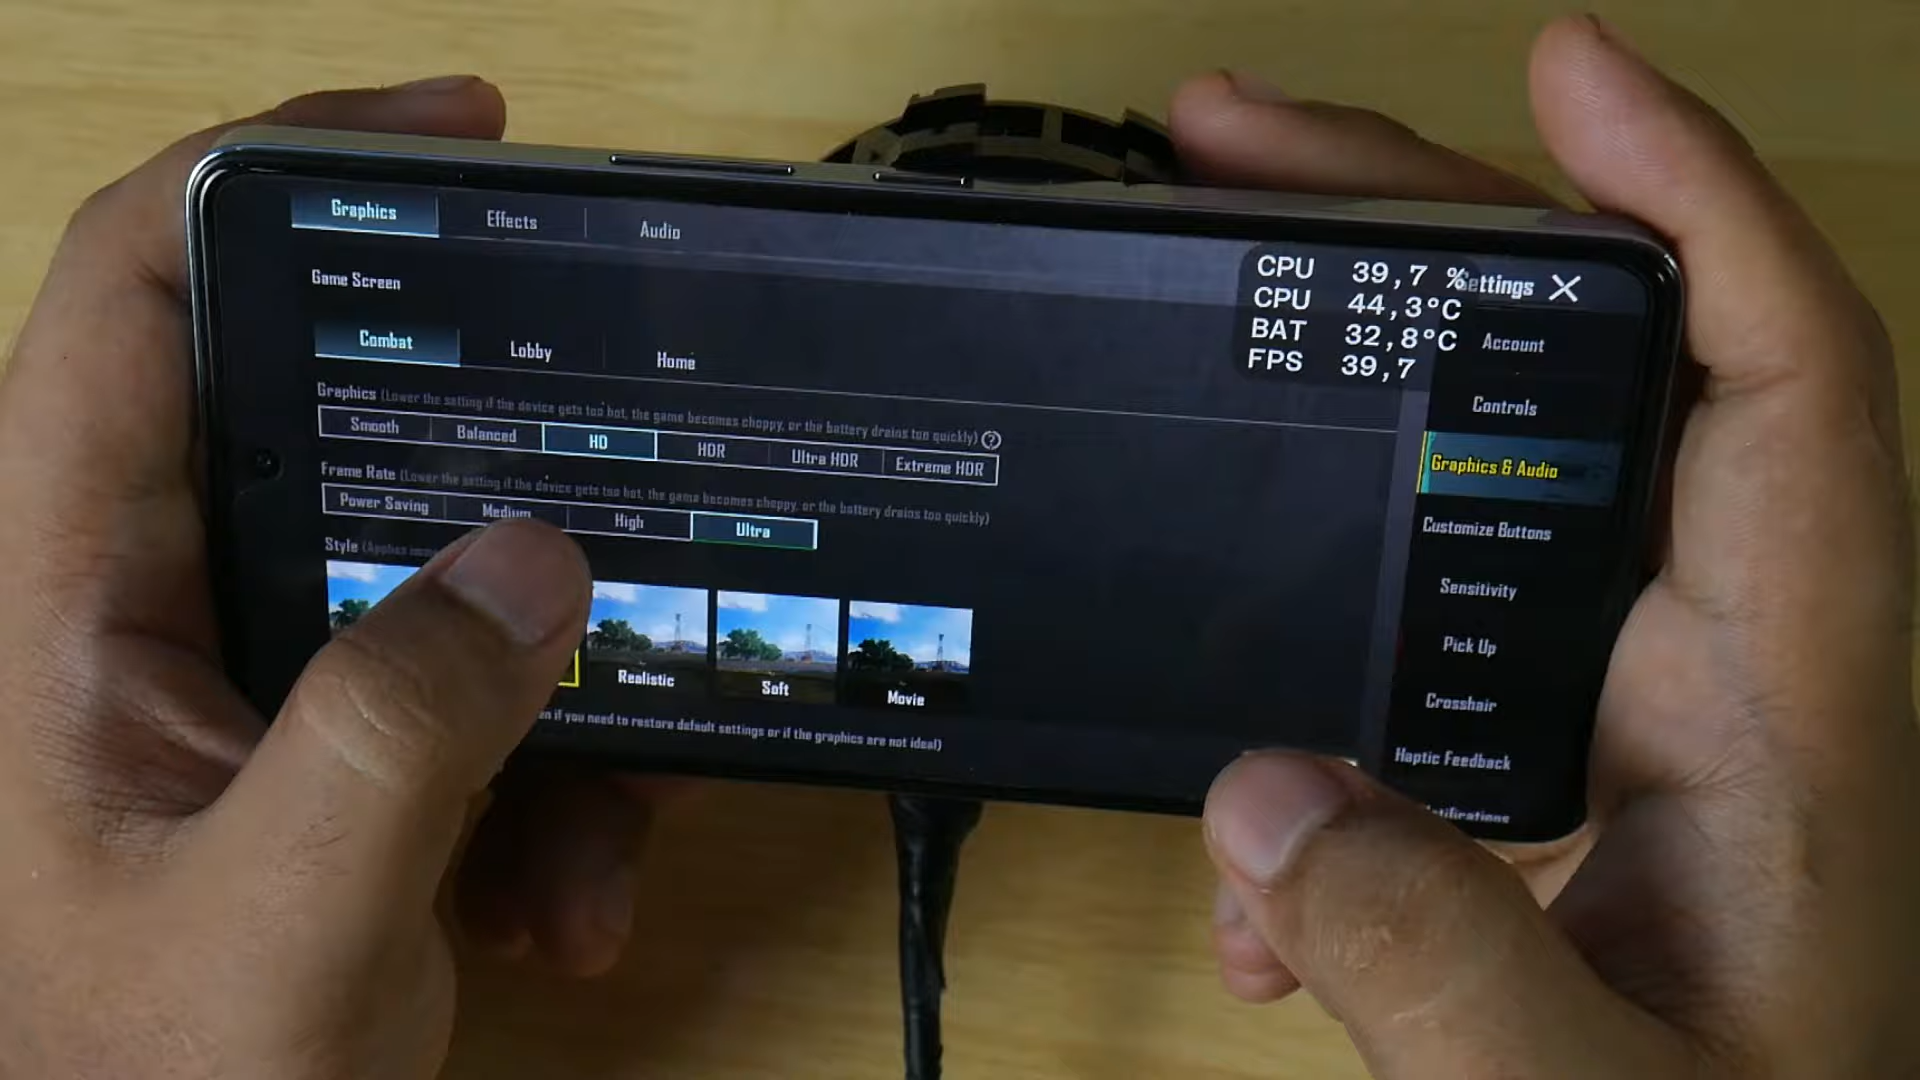 Graphics Effects Audio
Game Screen
Combat Lobby Home
Graphics (Lower the setting if the device gets too hot, the game becomes choppy, or the battery drains too quickly) ?
Smooth Balanced HD HDR Ultra HDR Extreme HDR
Frame Rate (Lower the setting if the device gets too hot, the game becomes choppy, or the battery drains too quickly)
Power Saving Medium High Ultra
Style (Applies
Realistic Soft Movie
if you need to restore default settings or if the graphics are not ideal)
CPU 39,7 %
CPU 44,3°C
BAT 32,8°C
FPS 39,7
ettings X
Account
Controls
Graphics & Audio
Customize Buttons
Sensitivity
Pick Up
Crosshair
Haptic Feedback